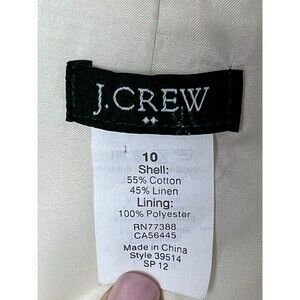 J.CREW
10
Shell:
55% Cotton
45% Linen
Lining:
100% Polyester
RN77388
CA56445
Made in China
Style 39514
SP 12